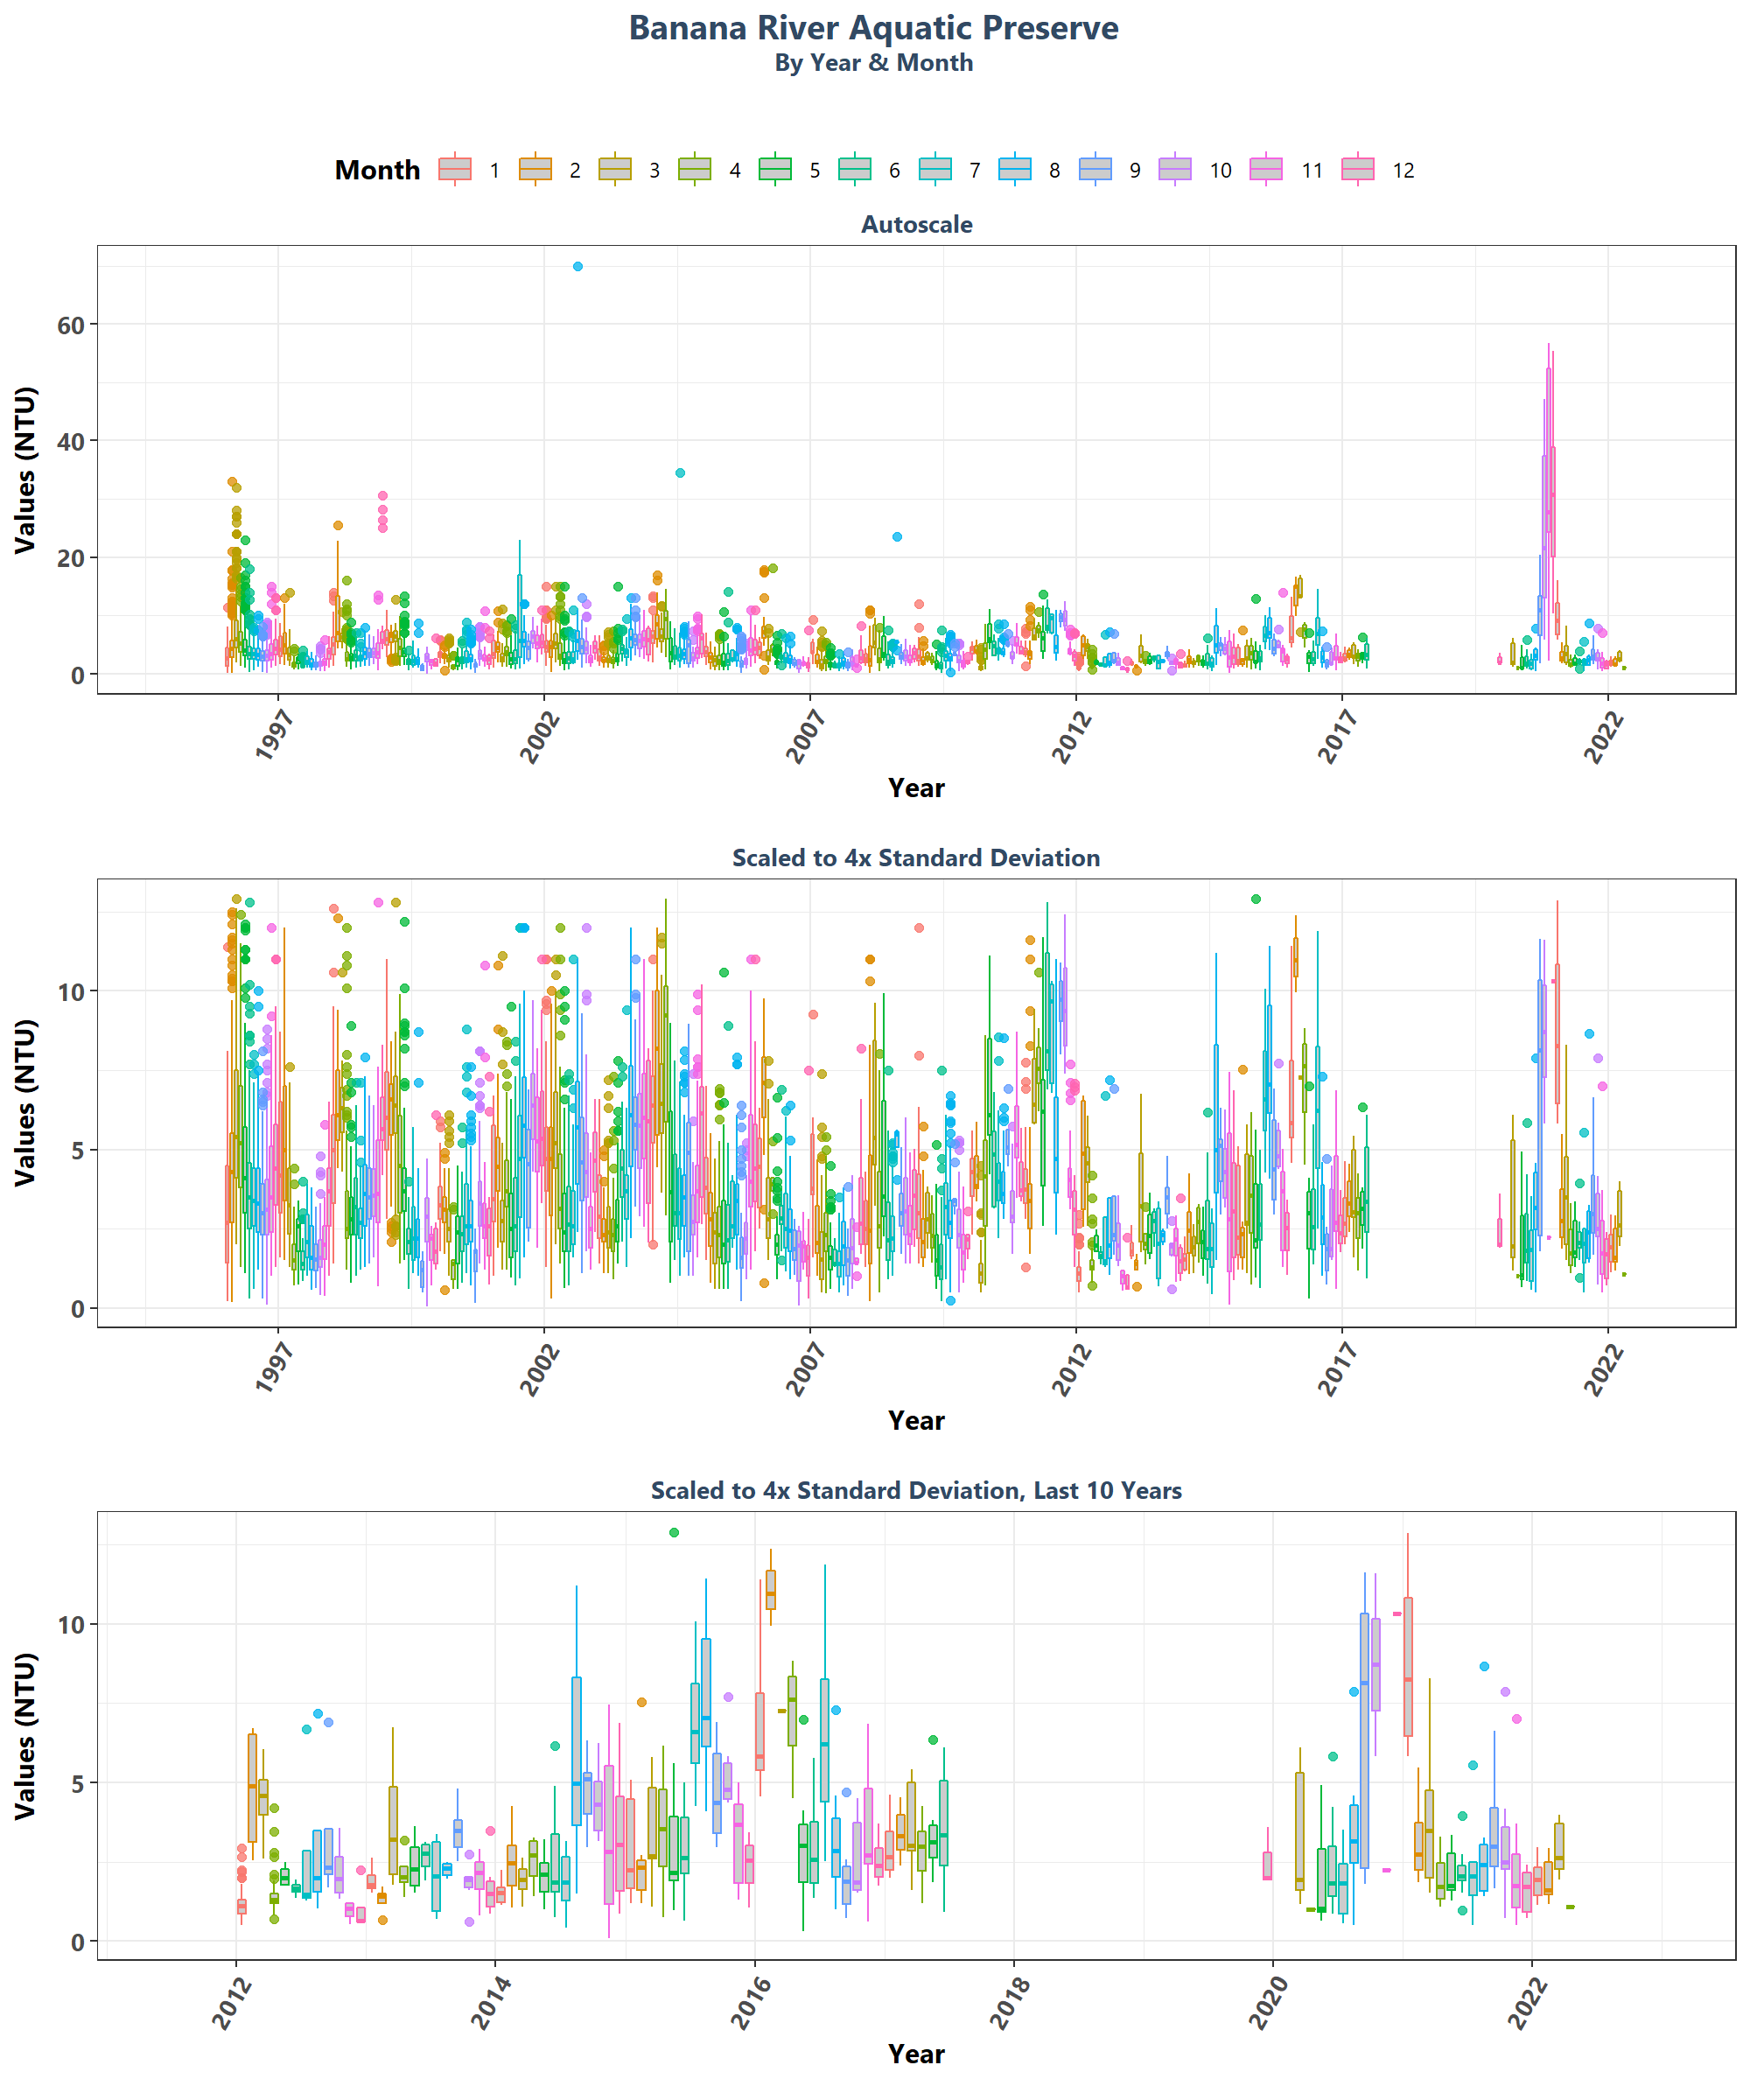 Banana River Aquatic Preserve
By Year & Month
Month 1 2 3 4 5 6 7 8 9 10 11 12
Autoscale
Values (NTU)
60
40
20
0
1997 2002 2007 2012 2017 2022
Year
Scaled to 4x Standard Deviation
Values (NTU)
10
5
0
1997 2002 2007 2012 2017 2022
Year
Scaled to 4x Standard Deviation, Last 10 Years
Values (NTU)
10
5
0
2012 2014 2016 2018 2020 2022
Year